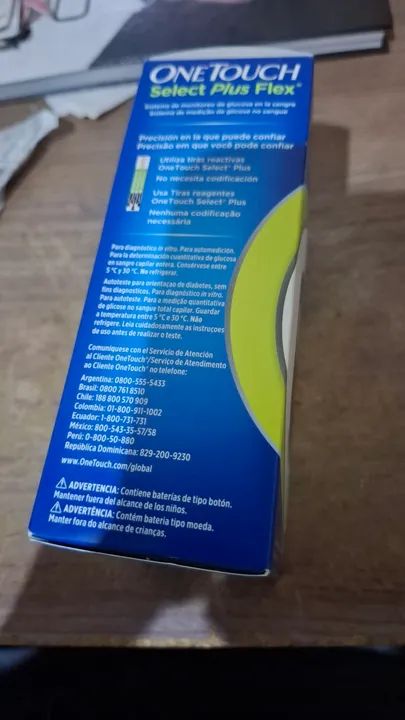 ONETOUCH
Select Plus Flex®
Sistema de monitoreo de glucosa en la sangre
Sistema de medição de glicose no sangue
Precisión en la que puede confiar
Precisão em que você pode confiar
Utiliza tiras reactivas
OneTouch Select® Plus
No necesita codificación
Usa Tiras reagentes
OneTouch Select® Plus
Nenhuma codificação
necessária
Para diagnóstico in vitro. Para automedición.
Para la determinación cuantitativa de glucosa
en sangre capilar entera. Consérvese entre
5 °C y 30 °C. No refrigerar.
Autoteste para orientaçao de diabetes, sem
fins diagnosticos. Para diagnóstico in vitro.
Para autoteste. Para a medição quantitativa
de glicose no sangue total capilar. Guardar
a temperatura entre 5 °C e 30 °C. Não
refrigere. Leia cuidadosamente as instruçoes
de uso antes de realizar o teste.
Comuníquese con el Servicio de Atención
al Cliente OneTouch®/Serviço de Atendimento
ao Cliente OneTouch® no telefone:
Argentina: 0800-555-5433
Brasil: 0800 761 8510
Chile: 188 800 570 909
Colombia: 01-800-911-1002
Ecuador: 1-800-731-731
México: 800-543-35-57/58
Perú: 0-800-50-880
República Dominicana: 829-200-9230
www.OneTouch.com/global
ADVERTENCIA: Contiene baterías de tipo botón.
Mantener fuera del alcance de los niños.
ADVERTÊNCIA: Contém bateria tipo moeda.
Manter fora do alcance de crianças.